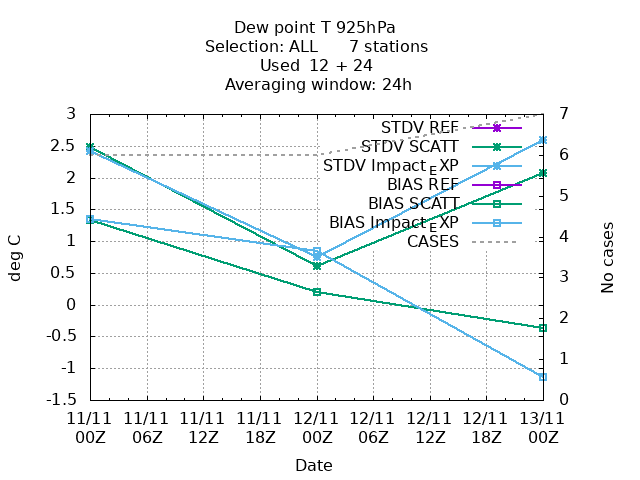 Dew point T 925hPa
Selection: ALL 7 stations
Used 12 + 24
Averaging window: 24h
3
2.5
2
1.5
1
0.5
0
-0.5
-1
-1.5
7
6
5
4
3
2
1
0
deg C
No cases
STDV REF
STDV SCATT
STDV Impact_EXP
BIAS REF
BIAS SCATT
BIAS Impact_EXP
CASES
11/11 11/11 11/11 11/11 12/11 12/11 12/11 12/11 13/11
00Z 06Z 12Z 18Z 00Z 06Z 12Z 18Z 00Z
Date